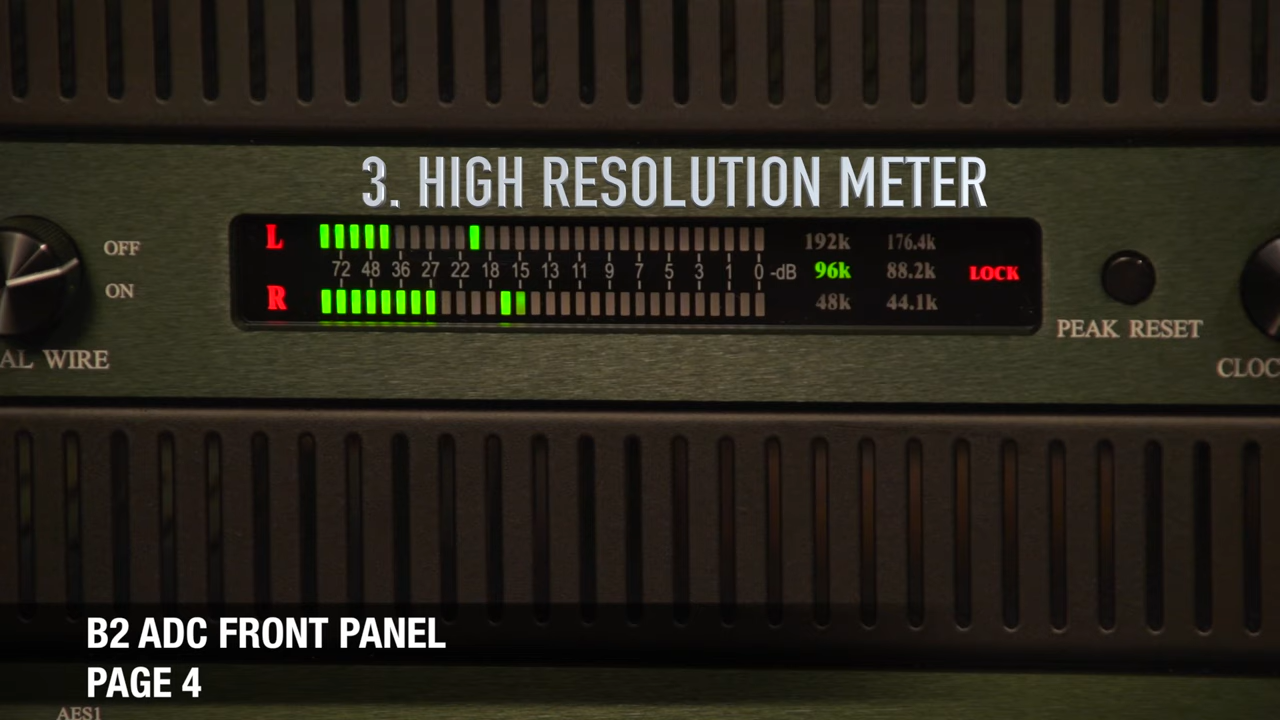 3. HIGH RESOLUTION METER
L
OFF
ON
AL WIRE
72 48 36 27 22 18 15 13 11 9 7 5 3 1 0 -dB
R
192k 176.4k
96k 88.2k
48k 44.1k
LOCK
PEAK RESET
CLOC
B2 ADC FRONT PANEL
PAGE 4
AES1